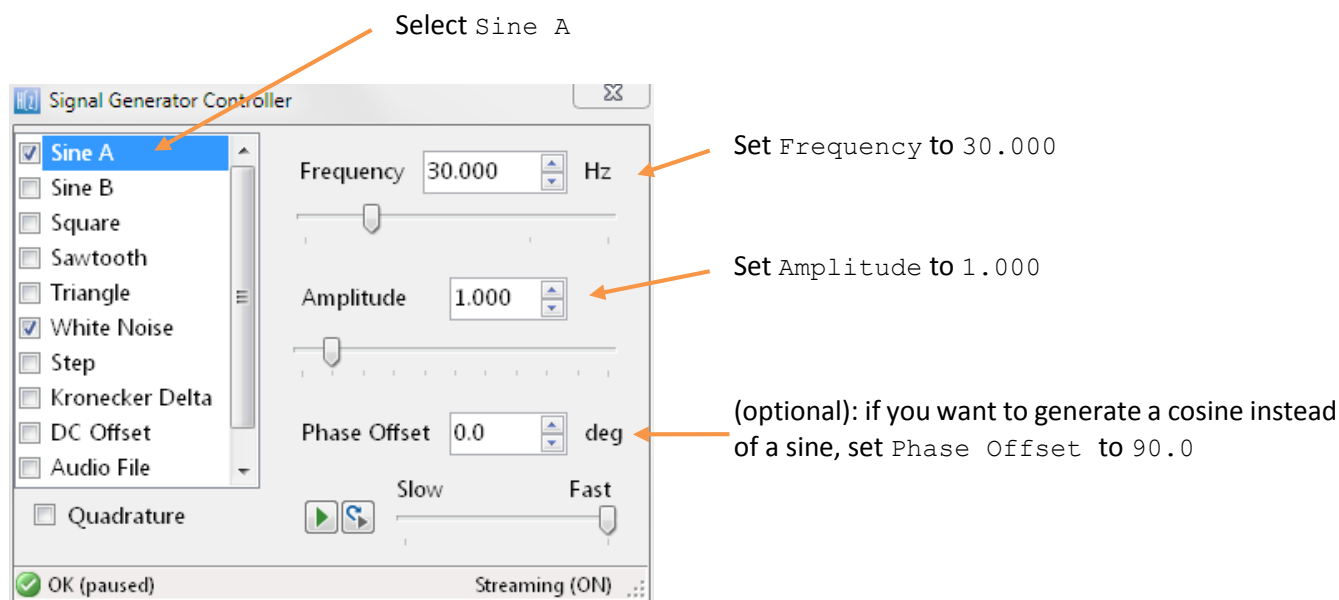 Select Sine A
H(z) Signal Generator Controller
Sine A
Sine B
Square
Sawtooth
Triangle
White Noise
Step
Kronecker Delta
DC Offset
Audio File
Quadrature
Frequency 30.000 Hz
Amplitude 1.000
Phase Offset 0.0 deg
Slow Fast
OK (paused) Streaming (ON)
Set Frequency to 30.000
Set Amplitude to 1.000
(optional): if you want to generate a cosine instead
of a sine, set Phase Offset to 90.0